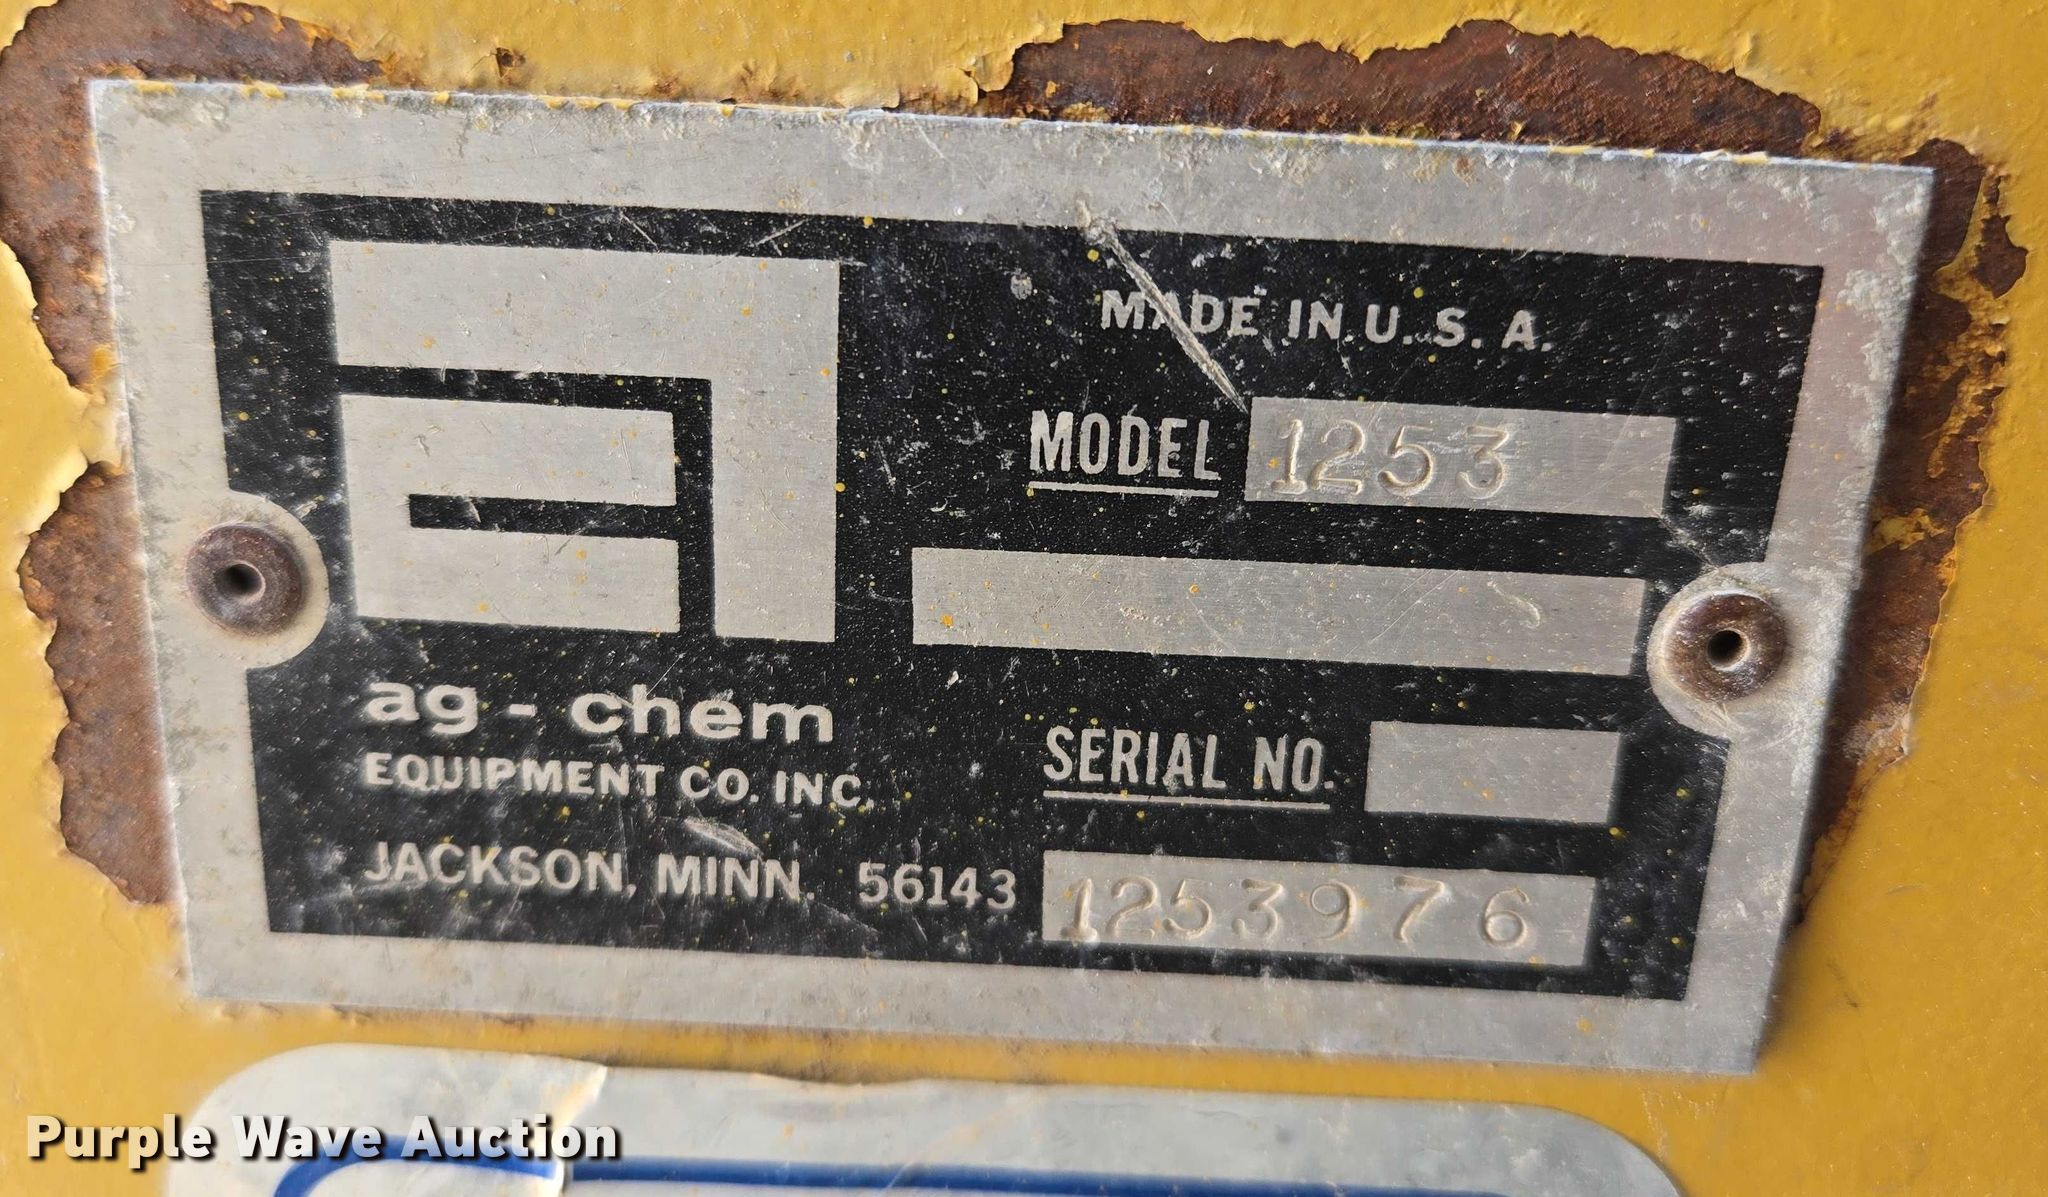 MADE IN U.S.A.
MODEL 1253
ag-chem
EQUIPMENT CO. INC.
SERIAL NO.
JACKSON, MINN. 56143
1253976
Purple Wave Auction